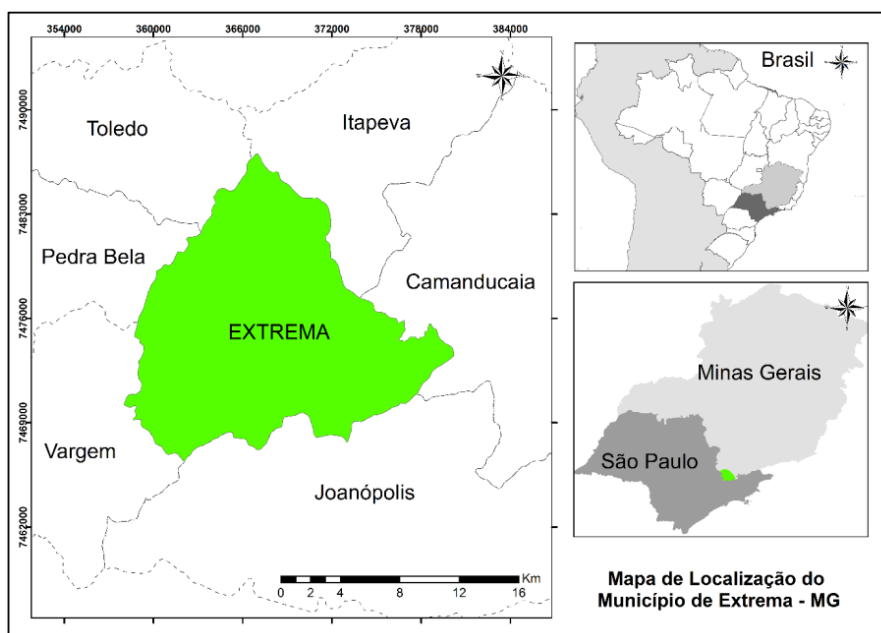 354000 360000 366000 372000 378000 384000
7490000
7483000
7476000
7469000
7462000
Toledo
Itapeva
Pedra Bela
Camanducaia
EXTREMA
Vargem
Joanópolis
0 2 4 8 12 16
Km
Brasil
Minas Gerais
São Paulo
Mapa de Localização do
Município de Extrema - MG